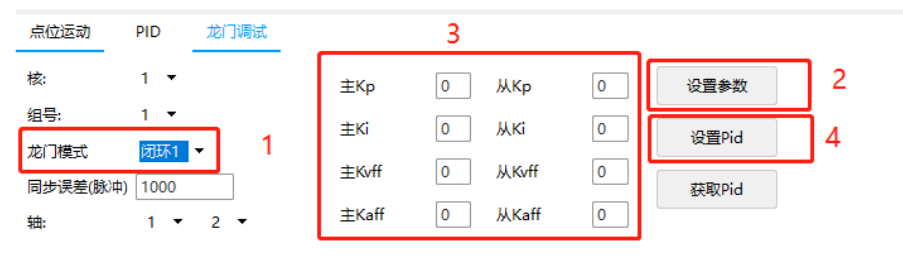 点位运动 PID 龙门调试 3
核: 1 主Kp 0 从Kp 0 设置参数 2
组号: 1 主Ki 0 从Ki 0 设置Pid 4
龙门模式 闭环1 1 主Kvff 0 从Kvff 0 获取Pid
同步误差(脉冲) 1000 主Kaff 0 从Kaff 0
轴: 1 2